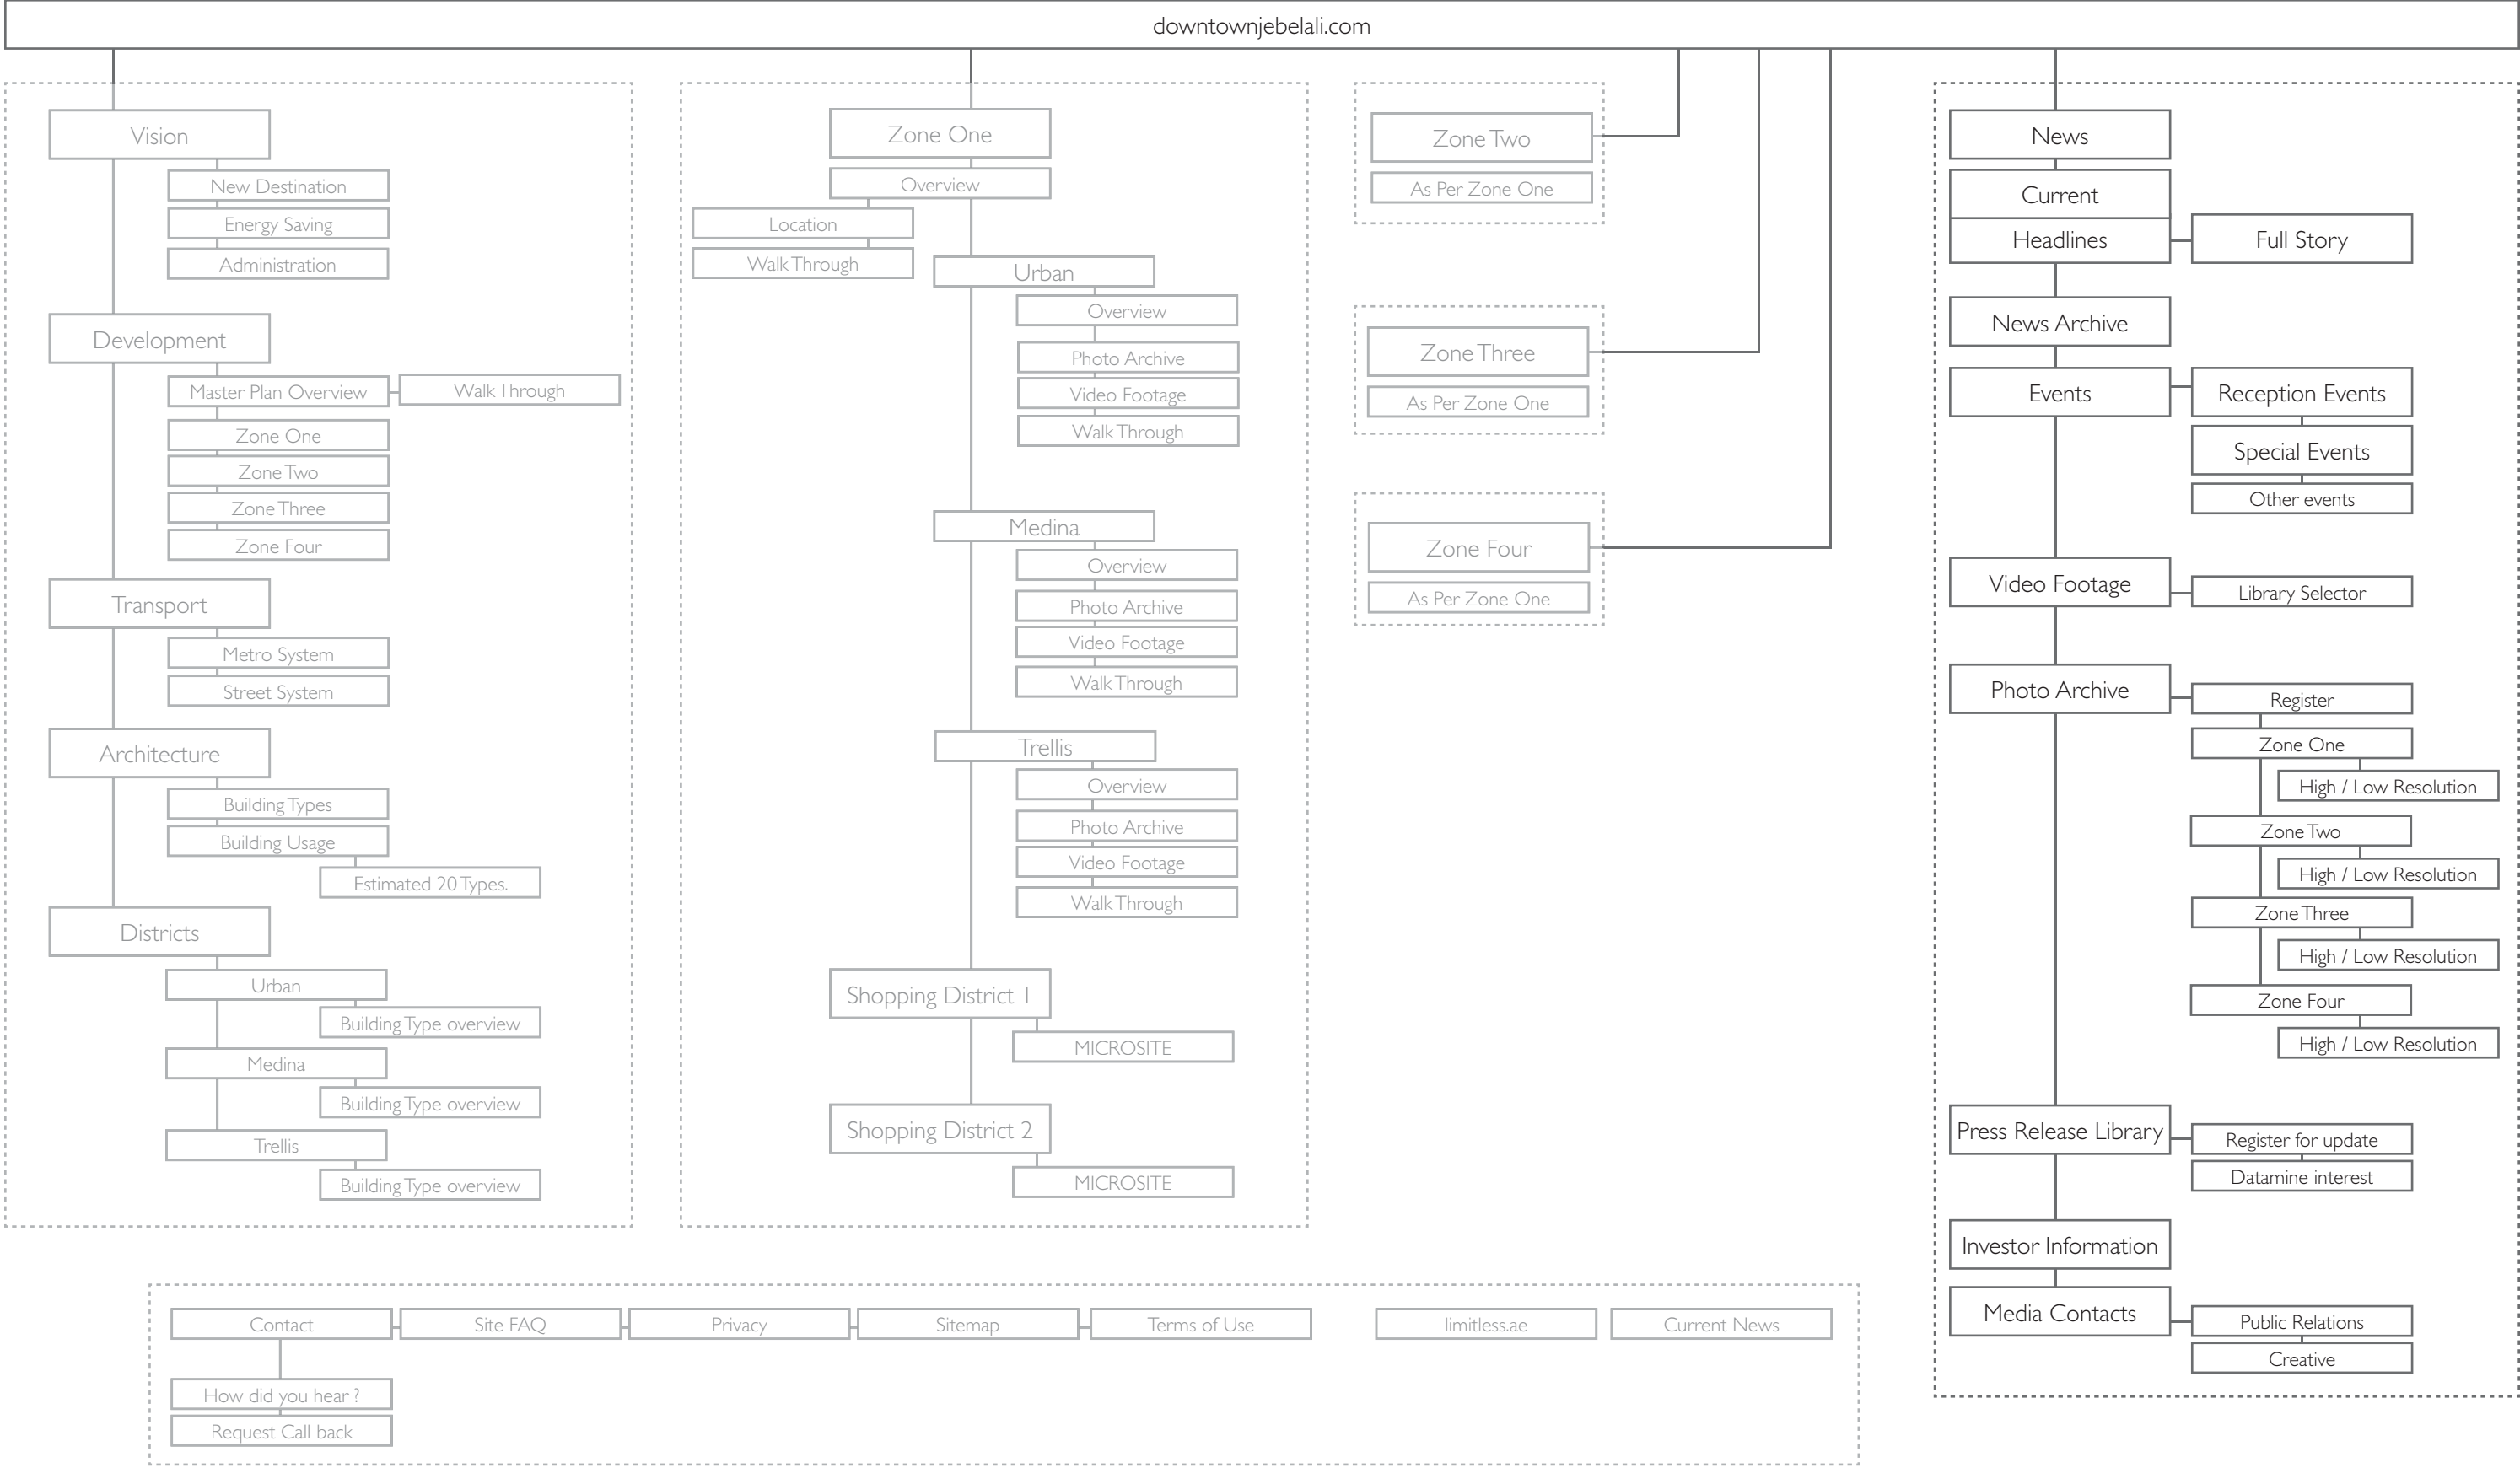 downtownjebelali.com
Vision
New Destination
Energy Saving
Administration
Development
Master Plan Overview
Walk Through
Zone One
Zone Two
Zone Three
Zone Four
Transport
Metro System
Street System
Architecture
Building Types
Building Usage
Estimated 20 Types.
Districts
Urban
Building Type overview
Medina
Building Type overview
Trellis
Building Type overview
Zone One
Overview
Location
Walk Through
Urban
Overview
Photo Archive
Video Footage
Walk Through
Medina
Overview
Photo Archive
Video Footage
Walk Through
Trellis
Overview
Photo Archive
Video Footage
Walk Through
Shopping District 1
MICROSITE
Shopping District 2
MICROSITE
Zone Two
As Per Zone One
Zone Three
As Per Zone One
Zone Four
As Per Zone One
News
Current
Headlines
Full Story
News Archive
Events
Reception Events
Special Events
Other events
Video Footage
Library Selector
Photo Archive
Register
Zone One
High / Low Resolution
Zone Two
High / Low Resolution
Zone Three
High / Low Resolution
Zone Four
High / Low Resolution
Press Release Library
Register for update
Datamine interest
Investor Information
Media Contacts
Public Relations
Creative
Contact
Site FAQ
Privacy
Sitemap
Terms of Use
limitless.ae
Current News
How did you hear ?
Request Call back